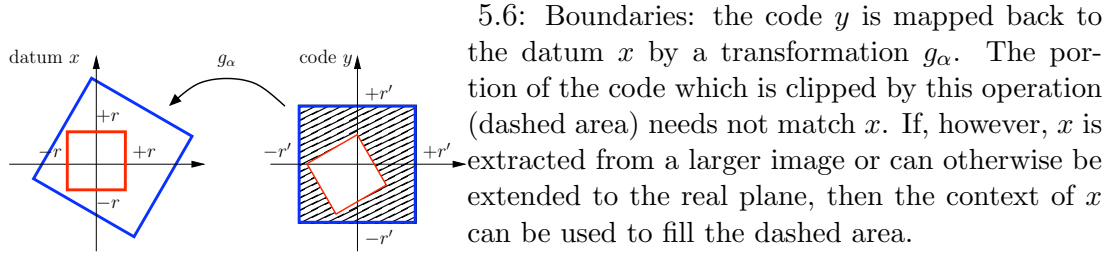 datum x
g_α
code y
+r
−r
+r
−r
+r′
−r′
+r′
−r′
5.6: Boundaries: the code y is mapped back to
the datum x by a transformation g_α. The por-
tion of the code which is clipped by this operation
(dashed area) needs not match x. If, however, x is
extracted from a larger image or can otherwise be
extended to the real plane, then the context of x
can be used to fill the dashed area.